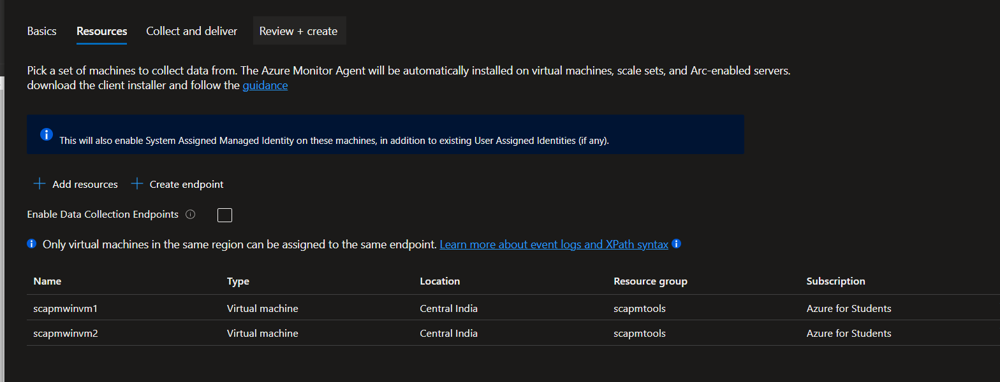 Basics Resources Collect and deliver Review + create
Pick a set of machines to collect data from. The Azure Monitor Agent will be automatically installed on virtual machines, scale sets, and Arc-enabled servers.
download the client installer and follow the guidance
This will also enable System Assigned Managed Identity on these machines, in addition to existing User Assigned Identities (if any).
Add resources Create endpoint
Enable Data Collection Endpoints
Only virtual machines in the same region can be assigned to the same endpoint. Learn more about event logs and XPath syntax
Name Type Location Resource group Subscription
scapmwinvm1 Virtual machine Central India scapmtools Azure for Students
scapmwinvm2 Virtual machine Central India scapmtools Azure for Students